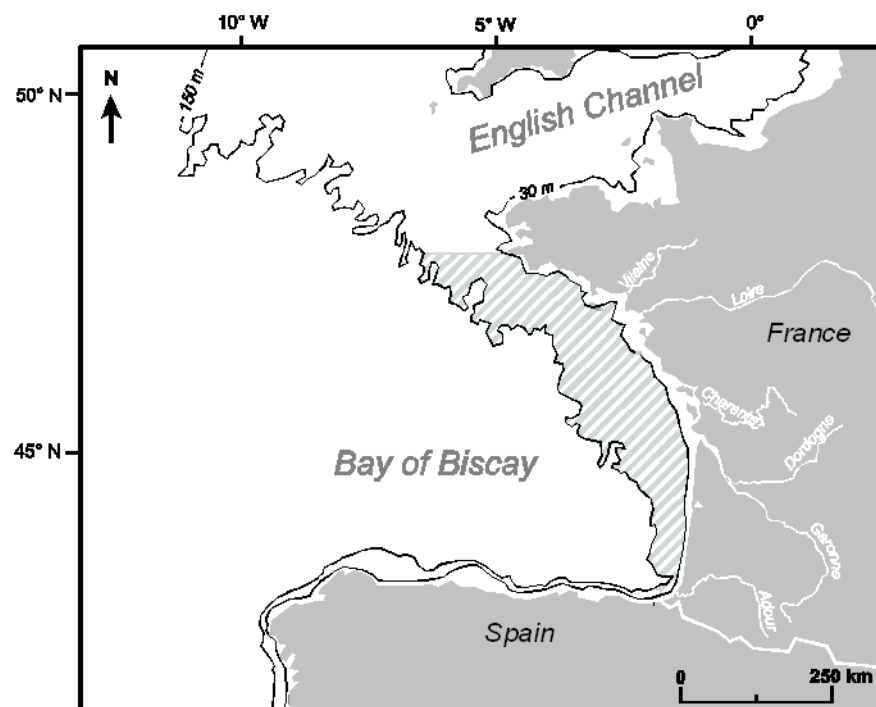 10° W
5° W
0°
50° N
45° N
N
150 m
English Channel
30 m
Vilaine
Loire
France
Charente
Dordogne
Bay of Biscay
Garonne
Adour
Spain
0
250 km